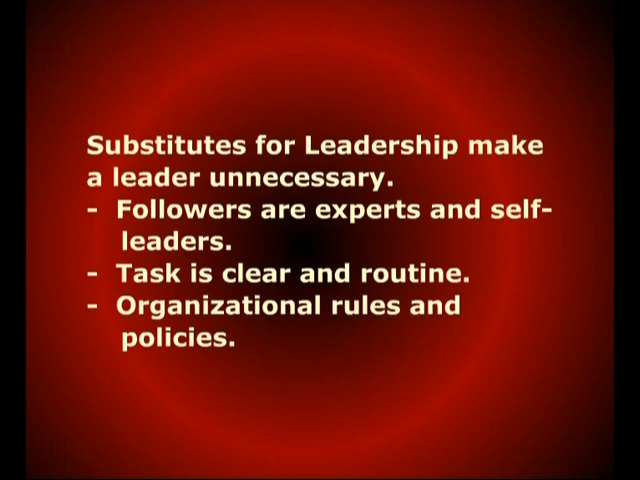 Substitutes for Leadership make
a leader unnecessary.
- Followers are experts and self-
leaders.
- Task is clear and routine.
- Organizational rules and
policies.